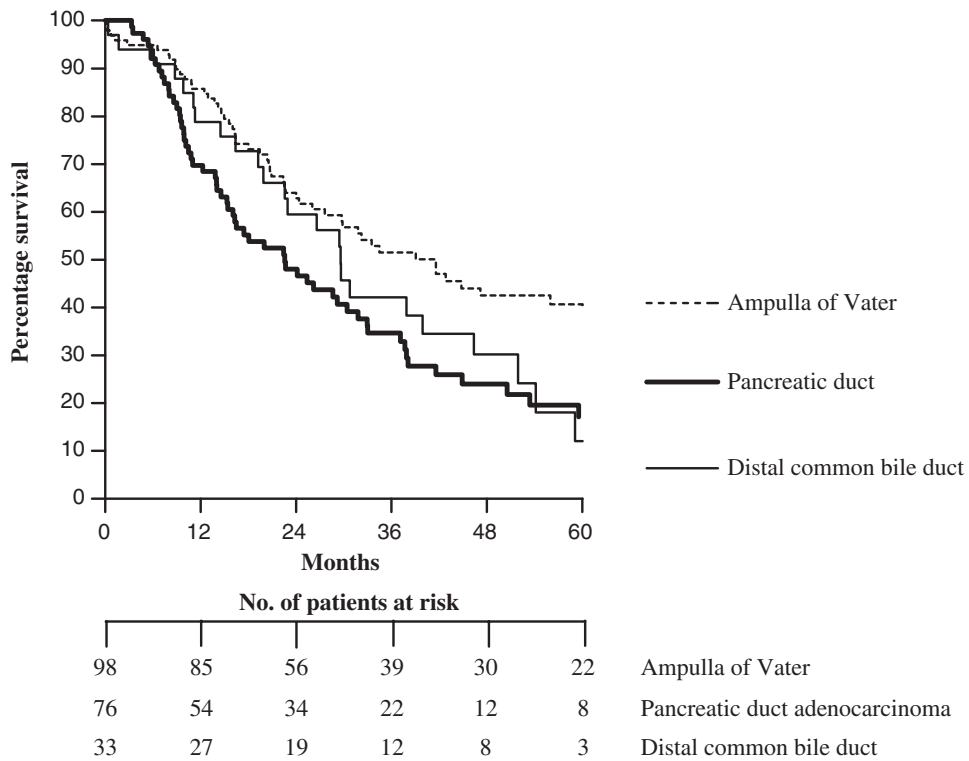 100
90
80
70
60
50
40
30
20
10
0
Percentage survival
0 12 24 36 48 60
Months
Ampulla of Vater
Pancreatic duct
Distal common bile duct
No. of patients at risk
98 85 56 39 30 22 Ampulla of Vater
76 54 34 22 12 8 Pancreatic duct adenocarcinoma
33 27 19 12 8 3 Distal common bile duct